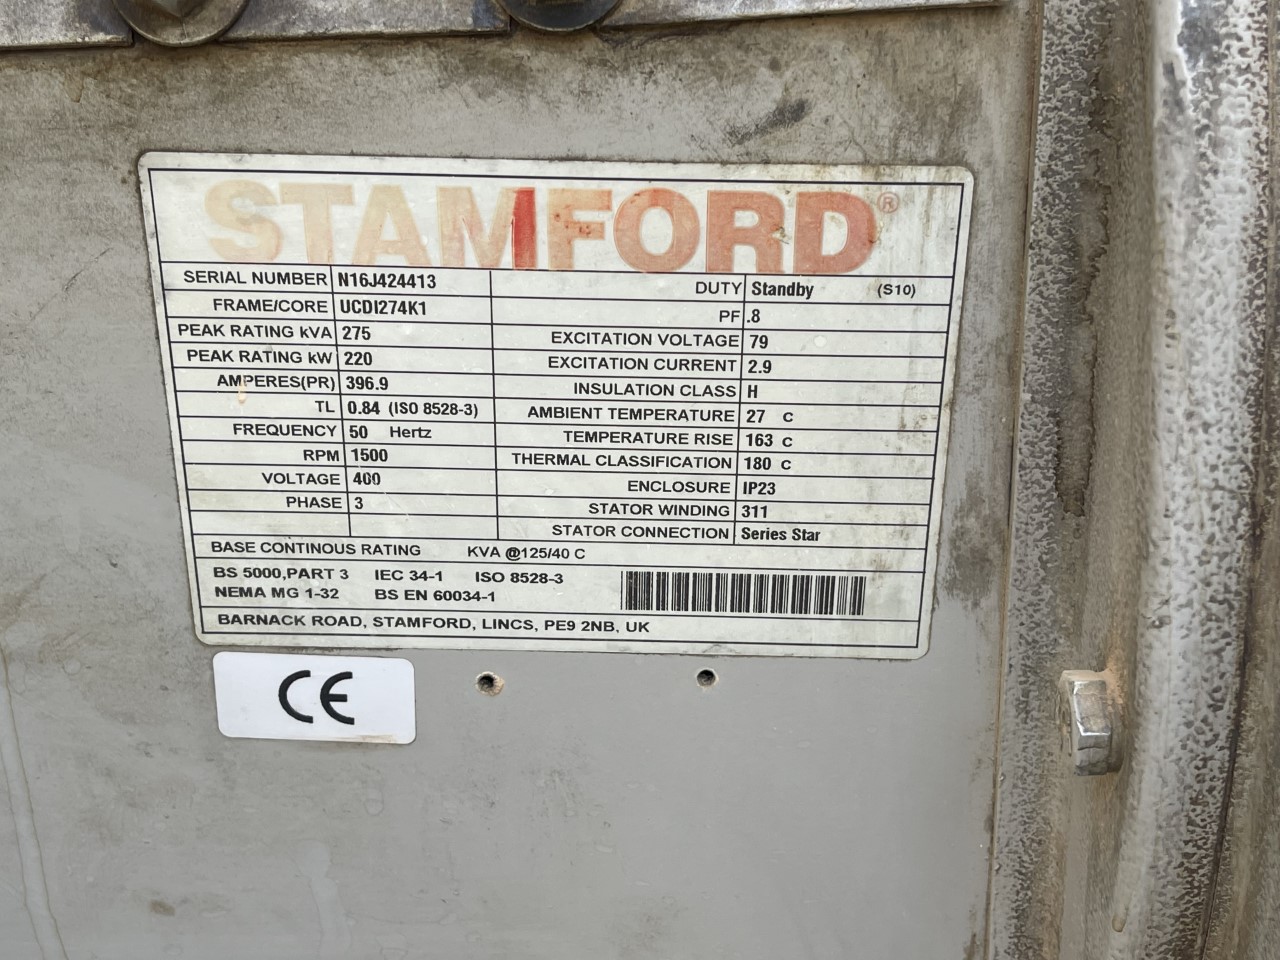 STAMFORD®
SERIAL NUMBER N16J424413 DUTY Standby (S10)
FRAME/CORE UCDI274K1 PF .8
PEAK RATING kVA 275 EXCITATION VOLTAGE 79
PEAK RATING kW 220 EXCITATION CURRENT 2.9
AMPERES(PR) 396.9 INSULATION CLASS H
TL 0.84 (ISO 8528-3) AMBIENT TEMPERATURE 27 C
FREQUENCY 50 Hertz TEMPERATURE RISE 163 C
RPM 1500 THERMAL CLASSIFICATION 180 C
VOLTAGE 400 ENCLOSURE IP23
PHASE 3 STATOR WINDING 311
STATOR CONNECTION Series Star
BASE CONTINOUS RATING KVA @125/40 C
BS 5000,PART 3 IEC 34-1 ISO 8528-3
NEMA MG 1-32 BS EN 60034-1
BARNACK ROAD, STAMFORD, LINCS, PE9 2NB, UK
CE